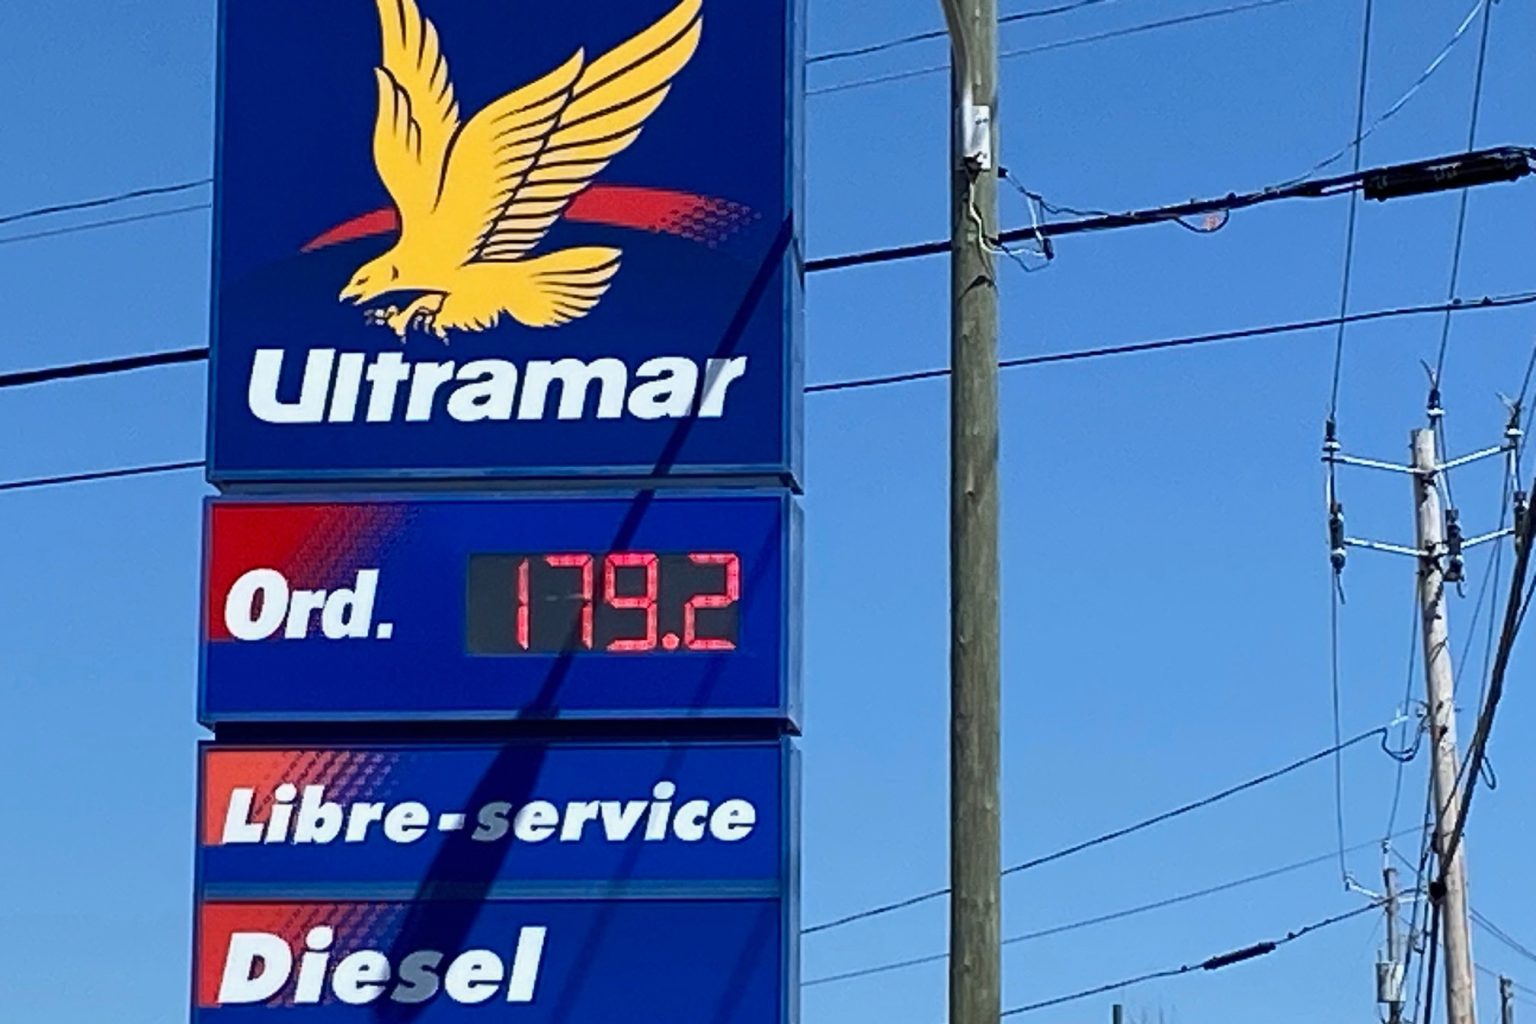 Ultramar
Ord. 179.2
Libre-service
Diesel